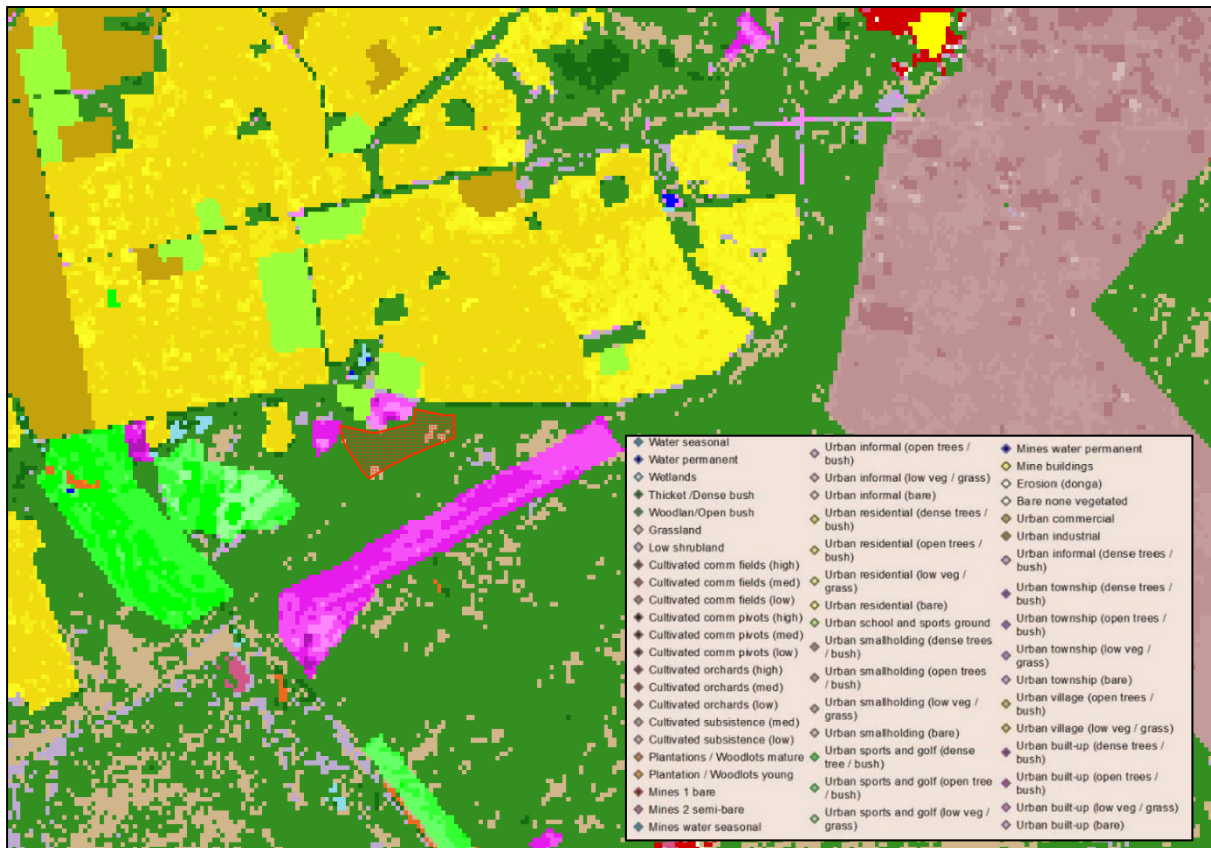 Water seasonal
Water permanent
Wetlands
Thicket /Dense bush
Woodlan/Open bush
Grassland
Low shrubland
Cultivated comm fields (high)
Cultivated comm fields (med)
Cultivated comm fields (low)
Cultivated comm pivots (high)
Cultivated comm pivots (med)
Cultivated comm pivots (low)
Cultivated orchards (high)
Cultivated orchards (med)
Cultivated orchards (low)
Cultivated subsistence (med)
Cultivated subsistence (low)
Plantations / Woodlots mature
Plantation / Woodlots young
Mines 1 bare
Mines 2 semi-bare
Mines water seasonal
Urban informal (open trees /
bush)
Urban informal (low veg / grass)
Urban informal (bare)
Urban residential (dense trees /
bush)
Urban residential (open trees /
bush)
Urban residential (low veg /
grass)
Urban residential (bare)
Urban school and sports ground
Urban smallholding (dense trees
/ bush)
Urban smallholding (open trees
/ bush)
Urban smallholding (low veg /
grass)
Urban smallholding (bare)
Urban sports and golf (dense
tree / bush)
Urban sports and golf (open tree
/ bush)
Urban sports and golf (low veg /
grass)
Mines water permanent
Mine buildings
Erosion (donga)
Bare none vegetated
Urban commercial
Urban industrial
Urban informal (dense trees /
bush)
Urban township (dense trees /
bush)
Urban township (open trees /
bush)
Urban township (low veg /
grass)
Urban township (bare)
Urban village (open trees /
bush)
Urban village (low veg / grass)
Urban built-up (dense trees /
bush)
Urban built-up (open trees /
bush)
Urban built-up (low veg / grass)
Urban built-up (bare)